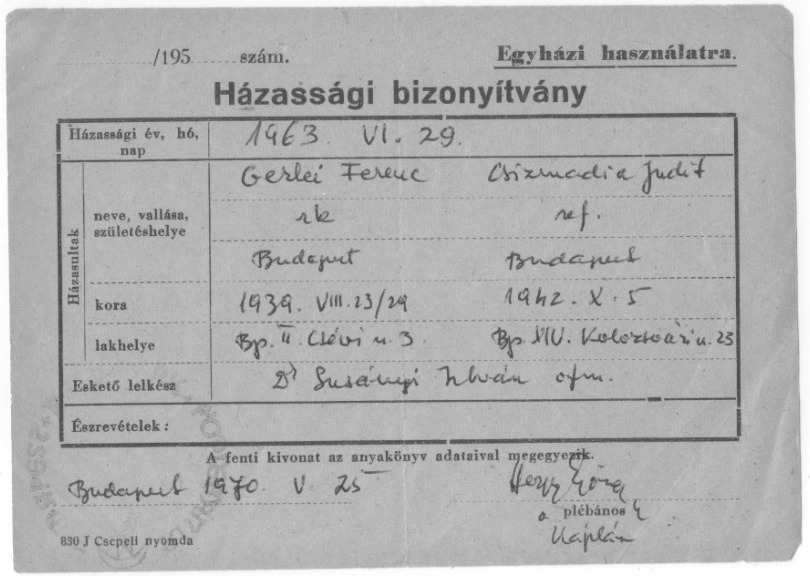 /195 szám. Egyházi használatra.
Házassági bizonyítvány
Házassági év, hó, nap 1963. VI. 29.
Házasultak
neve, vallása, születéshelye
Gerlei Ferenc Csizmadia Judit
rk ref.
Budapest Budapest
kora 1939. VIII. 23/29 1942. X. 5
lakhelye Bp. II. Csévi u. 3. Bp. XIV. Kolozsvári u. 23
Eskető lelkész Dr István ofm.
Észrevételek:
A fenti kivonat az anyakönyv adataival megegyezik.
Budapest 1970. V. 25
plébános
káplán
830 J Csepeli nyomda